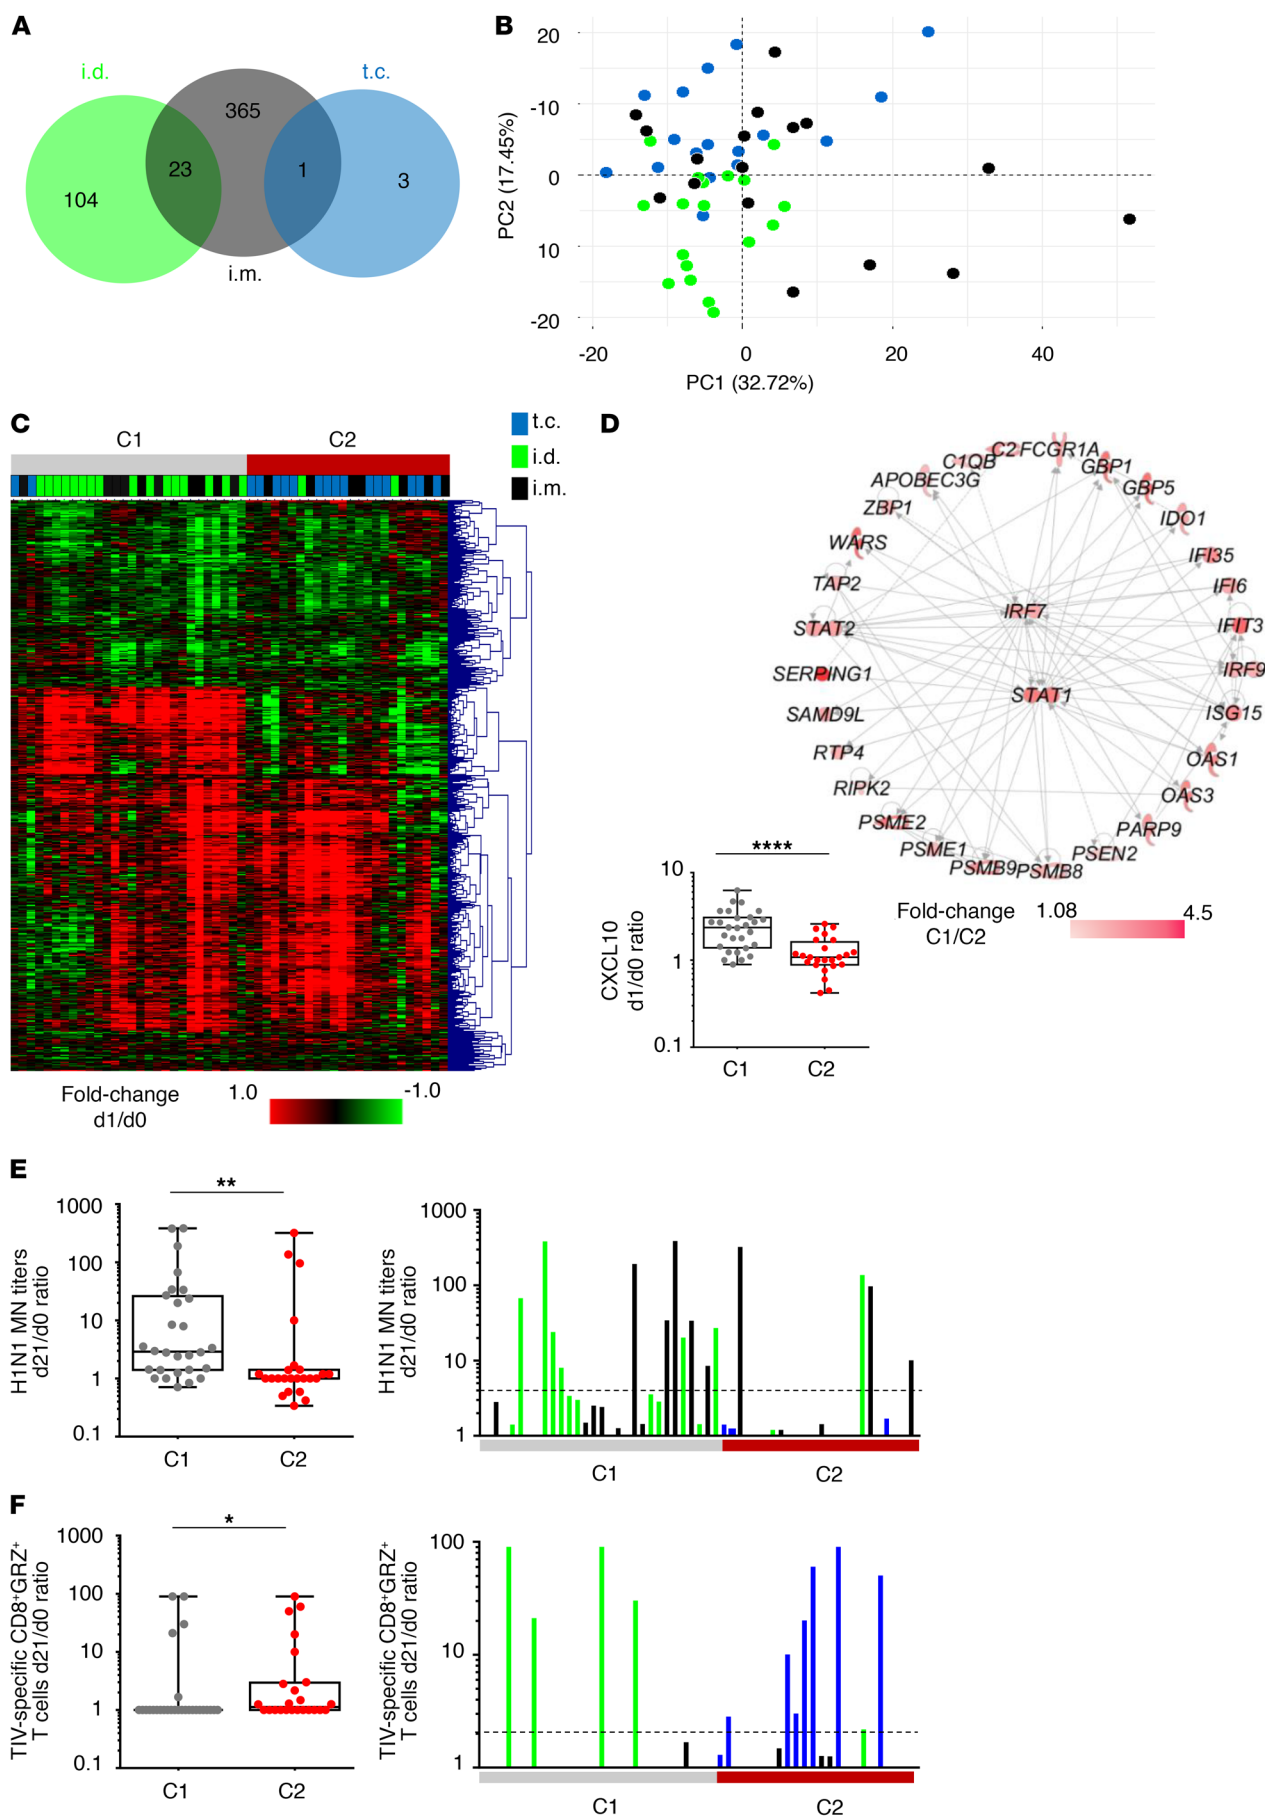 A
i.d.
t.c.
365
23
1
3
104
i.m.
B
20
-10
0
10
-20
PC2 (17.45%)
-20
0
20
40
PC1 (32.72%)
C
C1
C2
t.c.
i.d.
i.m.
Fold-change
d1/d0
1.0
-1.0
D
C2
FCGR1A
C1QB
GBP1
APOBEC3G
GBP5
ZBP1
IDO1
WARS
IFI35
TAP2
IFI6
IRF7
STAT2
IFIT3
SERPING1
IRF9
STAT1
SAMD9L
ISG15
RTP4
OAS1
RIPK2
OAS3
PSME2
PARP9
PSME1
PSEN2
PSMB9
PSMB8
Fold-change
C1/C2
1.08
4.5
****
10
1
0.1
CXCL10
d1/d0 ratio
C1
C2
E
**
1000
100
10
1
0.1
H1N1 MN titers
d21/d0 ratio
C1
C2
1000
100
10
1
H1N1 MN titers
d21/d0 ratio
C1
C2
F
*
1000
100
10
1
0.1
TIV-specific CD8+GRZ+
T cells d21/d0 ratio
C1
C2
100
10
1
TIV-specific CD8+GRZ+
T cells d21/d0 ratio
C1
C2